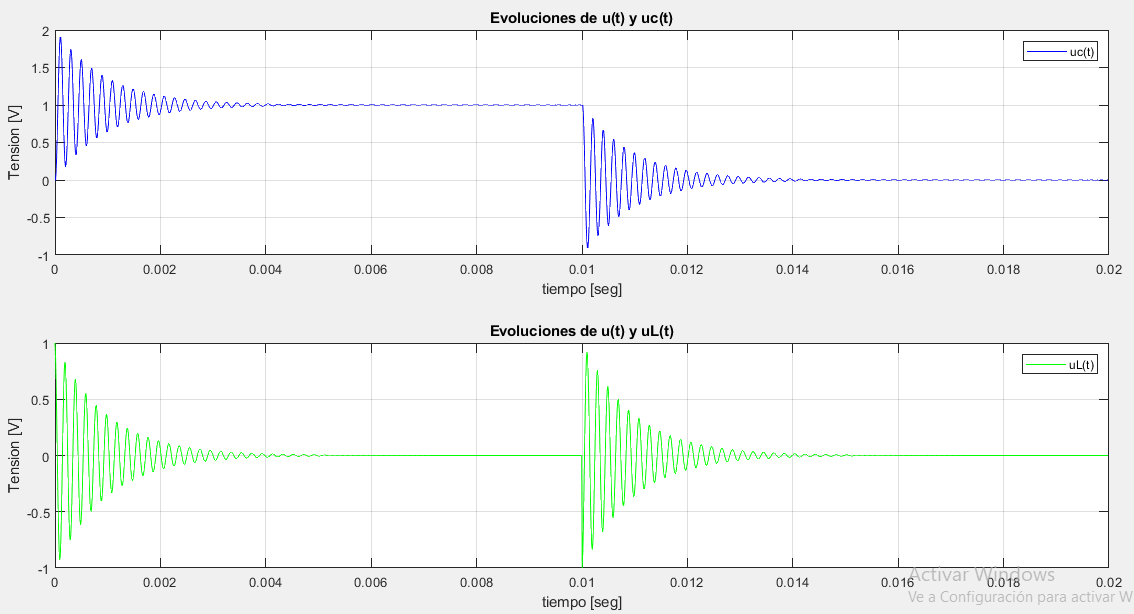 Evoluciones de u(t) y uc(t)
2
1.5
1
0.5
0
-0.5
-1
Tension [V]
uc(t)
0 0.002 0.004 0.006 0.008 0.01 0.012 0.014 0.016 0.018 0.02
tiempo [seg]
Evoluciones de u(t) y uL(t)
1
0.5
0
-0.5
-1
Tension [V]
uL(t)
0 0.002 0.004 0.006 0.008 0.01 0.012 0.014 0.016 0.018 0.02
tiempo [seg]
Activar Windows
Ve a Configuración para activar W